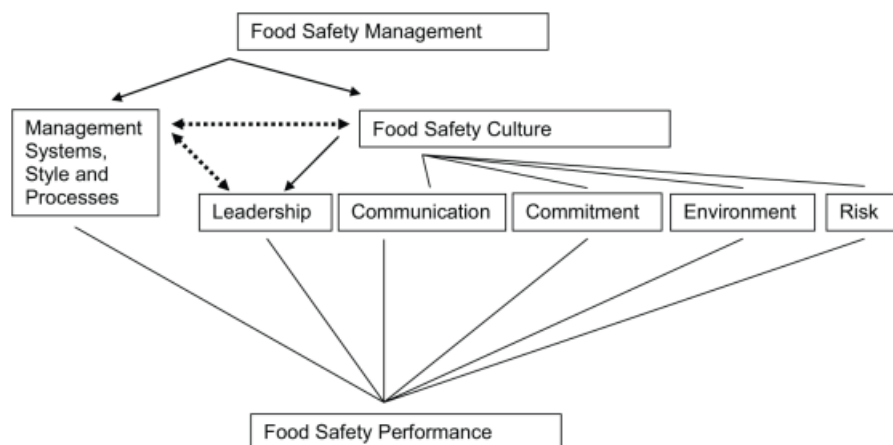 Food Safety Management
Management
Systems,
Style and
Processes
Food Safety Culture
Leadership
Communication
Commitment
Environment
Risk
Food Safety Performance